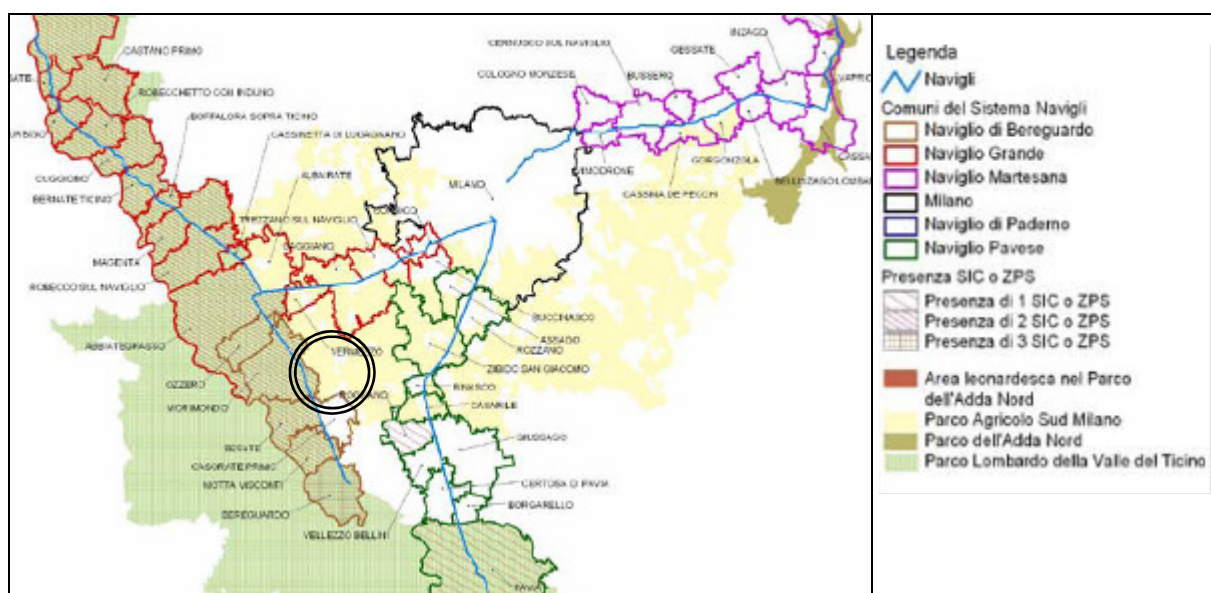 CASTANO PRIMO
ROBECCHETTO CON INDUNO
BOFFALORA SOPRA TICINO
CASSINETTA DI LUGAGNANO
ALBAIRATE
CUGGIONO
BERNATE TICINO
TREZZANO SUL NAVIGLIO
GAGGIANO
MAGENTA
ROBECCO SUL NAVIGLIO
ABBIATEGRASSO
OZZERO
MORIMONDO
BESATE
CASORATE PRIMO
MOTTA VISCONTI
BEREGUARDO
VELLEZZO BELLINI
VERMEZZO
MILANO
CERNUSCO SUL NAVIGLIO
COLOGNO MONZESE
BUSSERO
GESSATE
INZAGO
VIMODRONE
CASSINA DE PECCHI
GORGONZOLA
BELLINZAGO LOMBAR
BUCCINASCO
ASSAGO
ROZZANO
ZIBIDO SAN GIACOMO
BINASCO
CASARILE
GIUSSAGO
CERTOSA DI PAVIA
BORGARELLO
PAVIA
Legenda
Navigli
Comuni del Sistema Navigli
Naviglio di Bereguardo
Naviglio Grande
Naviglio Martesana
Milano
Naviglio di Paderno
Naviglio Pavese
Presenza SIC o ZPS
Presenza di 1 SIC o ZPS
Presenza di 2 SIC o ZPS
Presenza di 3 SIC o ZPS
Area leonardesca nel Parco
dell'Adda Nord
Parco Agricolo Sud Milano
Parco dell'Adda Nord
Parco Lombardo della Valle del Ticino